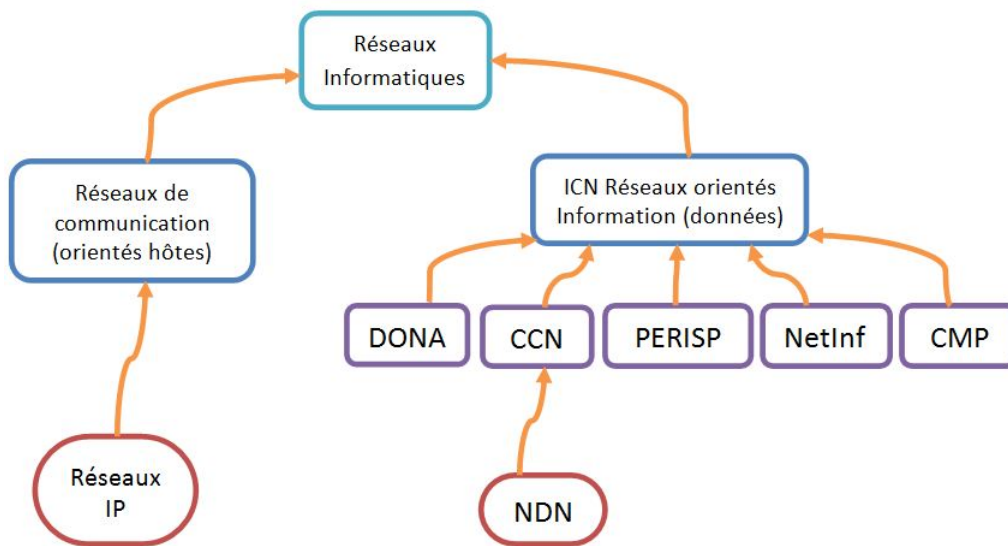 Réseaux
Informatiques
Réseaux de
communication
(orientés hôtes)
ICN Réseaux orientés
Information (données)
DONA
CCN
PERISP
NetInf
CMP
Réseaux
IP
NDN